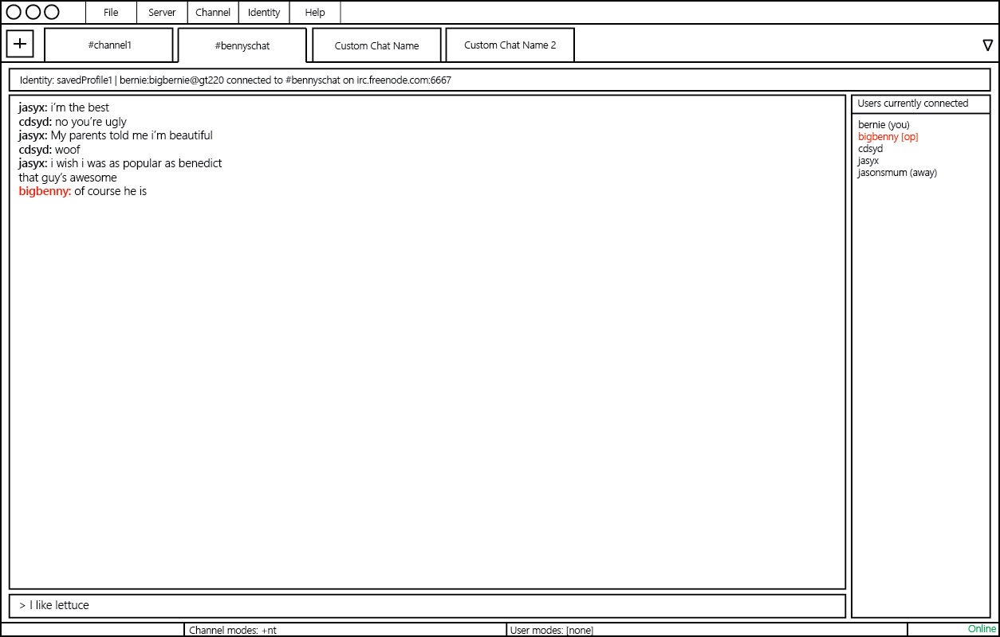 File Server Channel Identity Help
+ #channel1 #bennyschat Custom Chat Name Custom Chat Name 2
Identity: savedProfile1 | bernie:bigbernie@gt220 connected to #bennyschat on irc.freenode.com:6667
jasyx: i'm the best
cdsyd: no you're ugly
jasyx: My parents told me i'm beautiful
cdsyd: woof
jasyx: i wish i was as popular as benedict
that guy's awesome
bigbenny: of course he is
Users currently connected
bernie (you)
bigbenny [op]
cdsyd
jasyx
jasonsmum (away)
> I like lettuce
Channel modes: +nt User modes: [none] Online